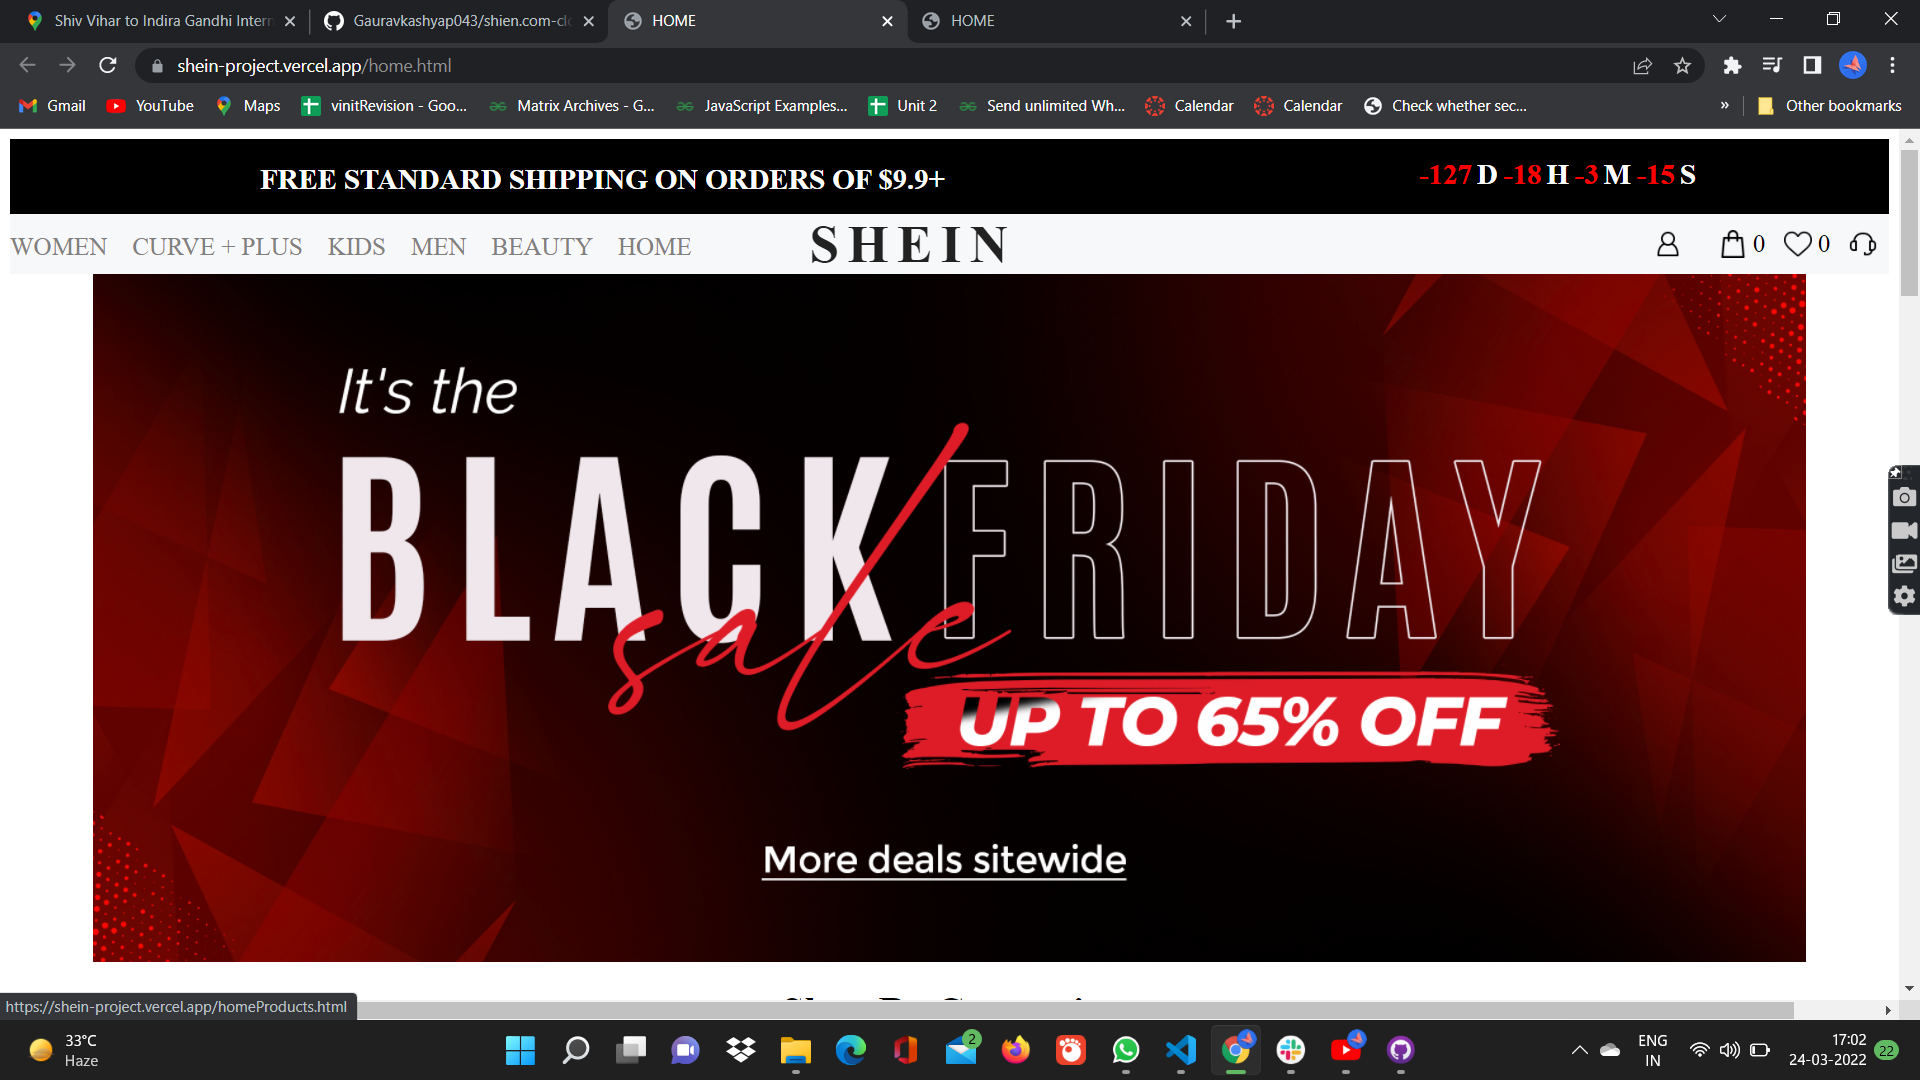 Shiv Vihar to Indira Gandhi Intern
Gauravkashyap043/shien.com-clo
HOME
HOME
shein-project.vercel.app/home.html
Gmail
YouTube
Maps
vinitRevision - Goo...
Matrix Archives - G...
JavaScript Examples...
Unit 2
Send unlimited Wh...
Calendar
Calendar
Check whether sec...
»
Other bookmarks
FREE STANDARD SHIPPING ON ORDERS OF $9.9+
-127 D -18 H -3 M -15 S
WOMEN CURVE + PLUS KIDS MEN BEAUTY HOME
SHEIN
0 0
It's the
BLACK FRIDAY
sale
UP TO 65% OFF
More deals sitewide
https://shein-project.vercel.app/homeProducts.html
33°C
Haze
2
ENG
IN
17:02
24-03-2022
22